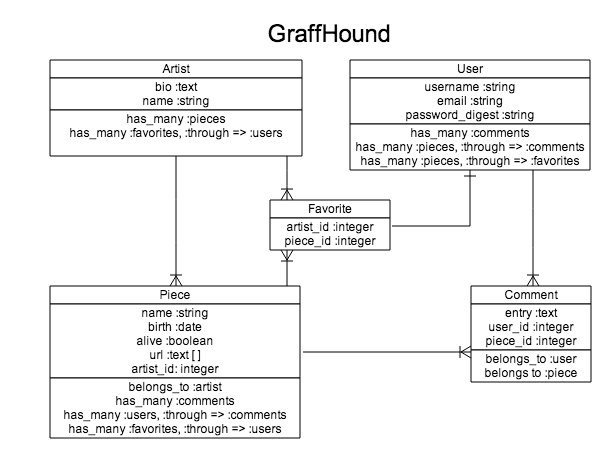 GraffHound
Artist
bio :text
name :string
has_many :pieces
has_many :favorites, :through => :users
User
username :string
email :string
password_digest :string
has_many :comments
has_many :pieces, :through => :comments
has_many :pieces, :through => :favorites
Favorite
artist_id :integer
piece_id :integer
Piece
name :string
birth :date
alive :boolean
url :text [ ]
artist_id: integer
belongs_to :artist
has_many :comments
has_many :users, :through => :comments
has_many :favorites, :through => :users
Comment
entry :text
user_id :integer
piece_id :integer
belongs_to :user
belongs to :piece